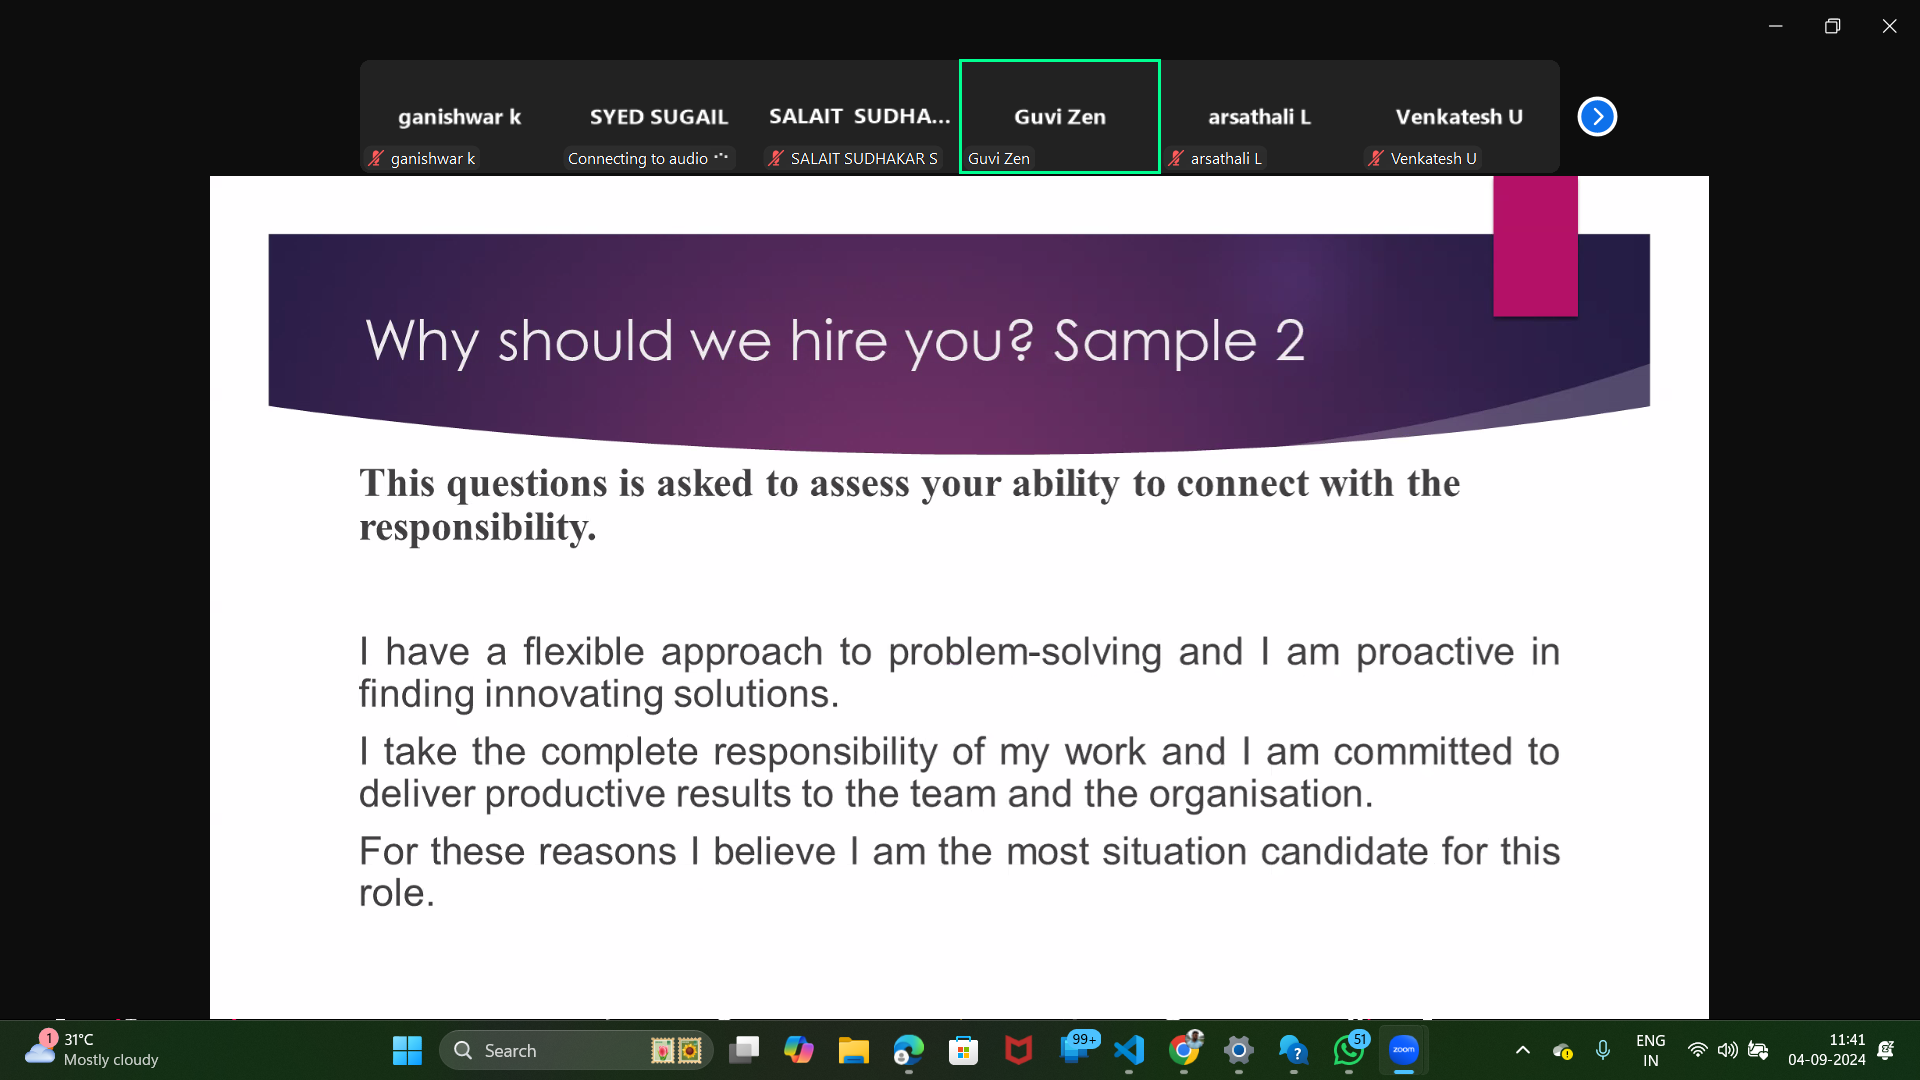 ganishwar k
SYED SUGAIL
SALAIT SUDHA...
Guvi Zen
arsathali L
Venkatesh U
ganishwar k
Connecting to audio
SALAIT SUDHAKAR S
Guvi Zen
arsathali L
Venkatesh U
Why should we hire you? Sample 2
This questions is asked to assess your ability to connect with the
responsibility.
I have a flexible approach to problem-solving and I am proactive in
finding innovating solutions.
I take the complete responsibility of my work and I am committed to
deliver productive results to the team and the organisation.
For these reasons I believe I am the most situation candidate for this
role.
1
31°C
Mostly cloudy
Search
99+
51
zoom
ENG
IN
11:41
04-09-2024